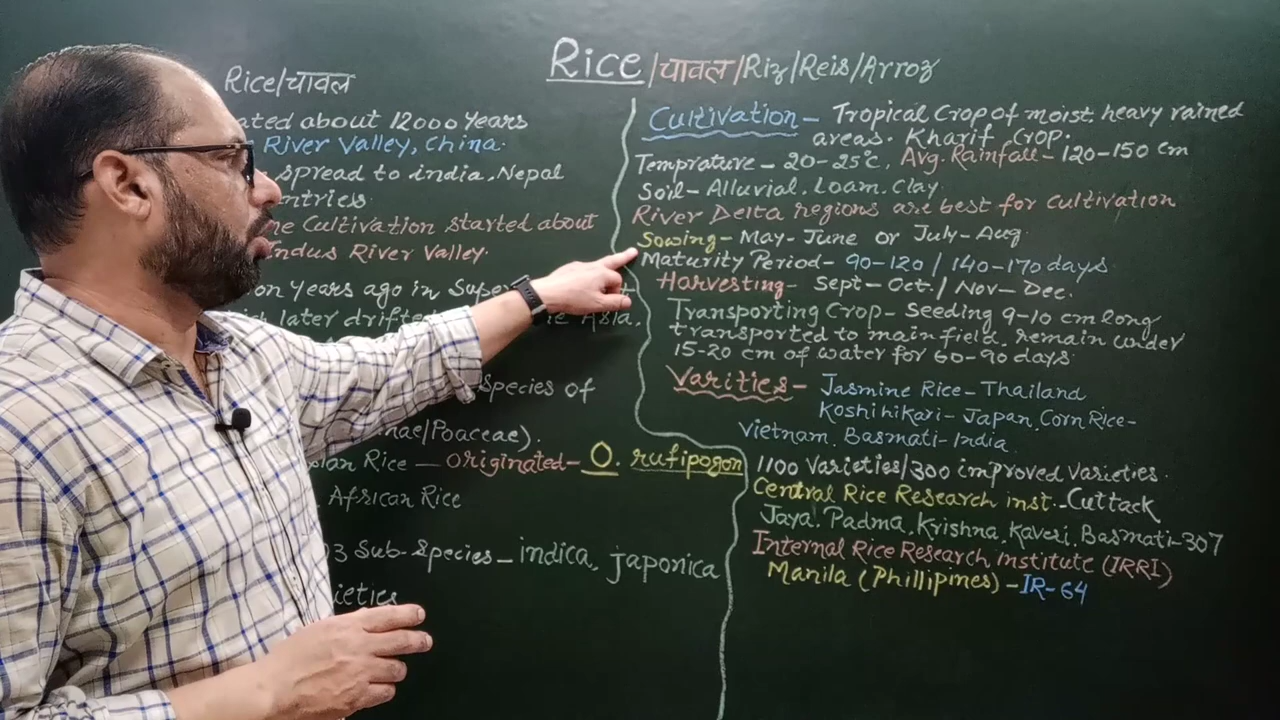 Rice/चावल/Riz/Reis/Arroz
Rice/चावल
ated about 12000 Years
River Valley, China.
spread to india, Nepal
ntries
ne Cultivation started about
ndus River Valley.
on Years ago in Supe
later drifted Asia.
Species of
nae/Poaceae).
ian Rice - originated - O. rufipogon
African Rice
03 Sub-Species - indica, japonica
ieties
Cultivation - Tropical Crop of moist heavy rained
areas. Kharif Crop.
Temprature - 20-25°C, Avg. Rainfall - 120-150 cm
Soil - Alluvial, Loam, Clay
River Delta regions are best for cultivation
Sowing - May-June or July-Aug
Maturity Period - 90-120 / 140-170 days
Harvesting - Sept-Oct. / Nov-Dec.
Transporting Crop - Seeding 9-10 cm long
transported to main field, remain under
15-20 cm of water for 60-90 days
Varities - Jasmine Rice - Thailand
Koshihikari - Japan, Corn Rice -
Vietnam, Basmati - India
1100 Varieties/300 improved Varieties.
Central Rice Research inst. - Cuttack
Jaya, Padma, Krishna, Kaveri, Basmati-307
Internal Rice Research institute (IRRI)
Manila (Phillipines) - IR-64